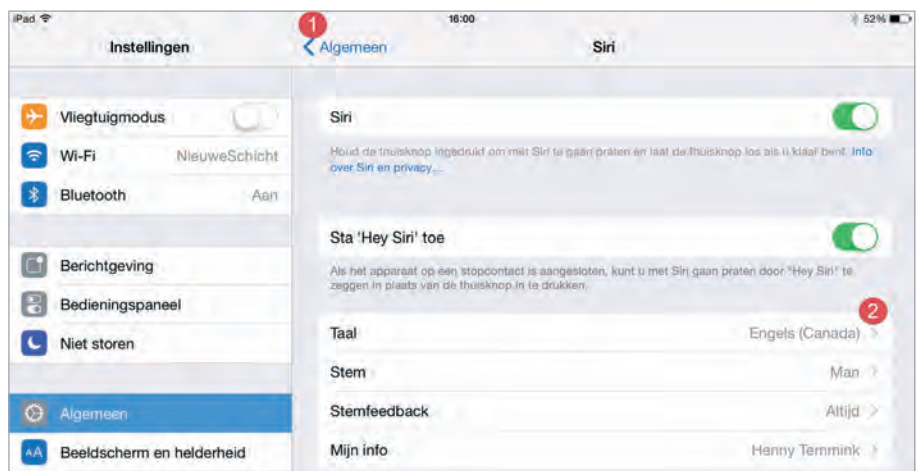 iPad 16:00 52%
Instellingen
1
Algemeen
Siri
Vliegtuigmodus
Wi-Fi NieuweSchicht
Bluetooth Aan
Berichtgeving
Bedieningspaneel
Niet storen
Algemeen
AA Beeldscherm en helderheid
Siri
Houd de thuisknop ingedrukt om met Siri te gaan praten en laat de thuisknop los als u klaar bent. Info
over Siri en privacy...
Sta 'Hey Siri' toe
Als het apparaat op een stopcontact is aangesloten, kunt u met Siri gaan praten door "Hey Siri" te
zeggen in plaats van de thuisknop in te drukken.
2
Taal Engels (Canada)
Stem Man
Stemfeedback Altijd
Mijn info Henny Temmink